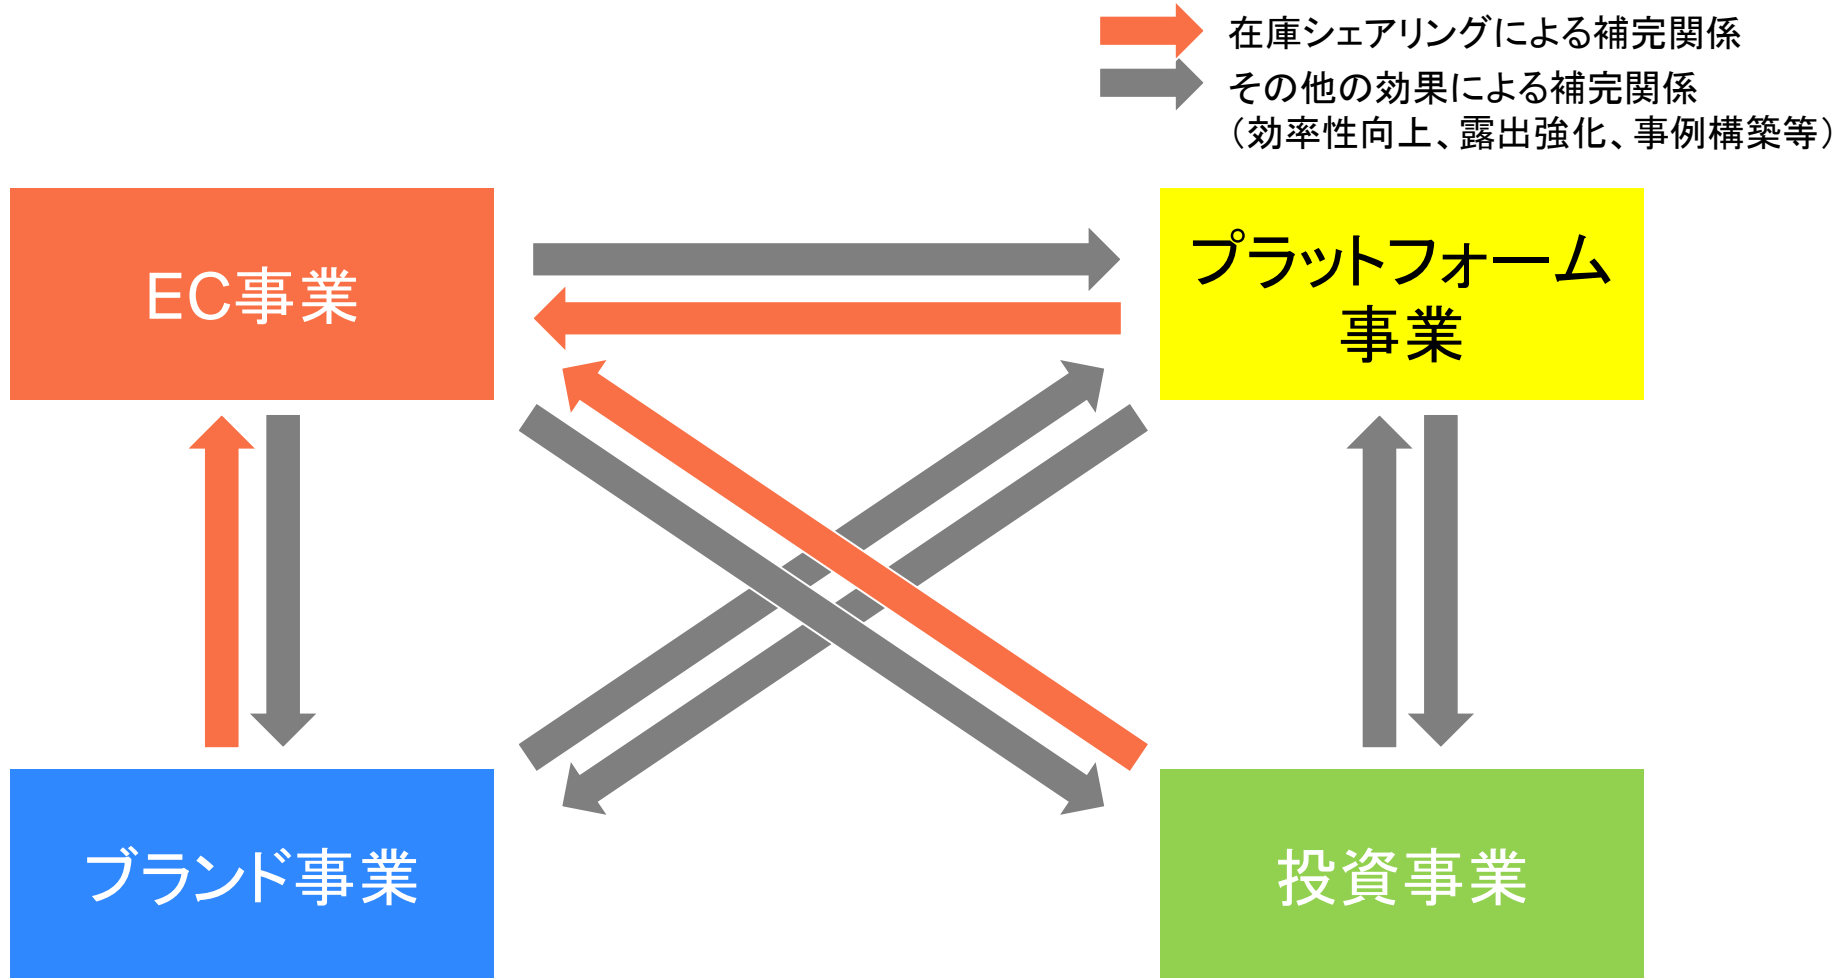 在庫シェアリングによる補完関係
その他の効果による補完関係
（効率性向上、露出強化、事例構築等）
EC事業
プラットフォーム
事業
ブランド事業
投資事業